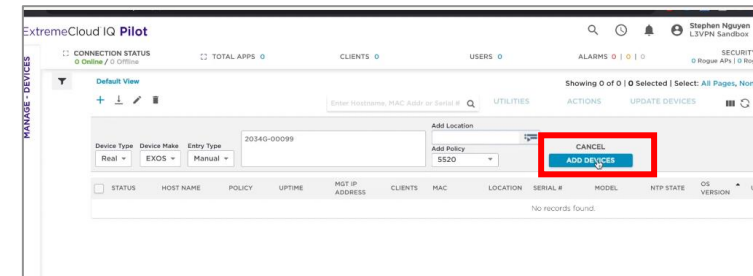 ExtremeCloud IQ Pilot
Stephen Nguyen
L3VPN Sandbox
CONNECTION STATUS
0 Online / 0 Offline
TOTAL APPS 0
CLIENTS 0
USERS 0
ALARMS 0 | 0 | 0
SECURITY
0 Rogue APs | 0 Ro
MANAGE - DEVICES
Default View
Showing 0 of 0 | 0 Selected | Select: All Pages, Non
Enter Hostname, MAC Addr or Serial #
UTILITIES
ACTIONS
UPDATE DEVICES
Device Type Device Make Entry Type
Real EXOS Manual
2034G-00099
Add Location
Add Policy
5520
CANCEL
ADD DEVICES
STATUS HOST NAME POLICY UPTIME MGT IP ADDRESS CLIENTS MAC LOCATION SERIAL # MODEL NTP STATE OS VERSION U
No records found.